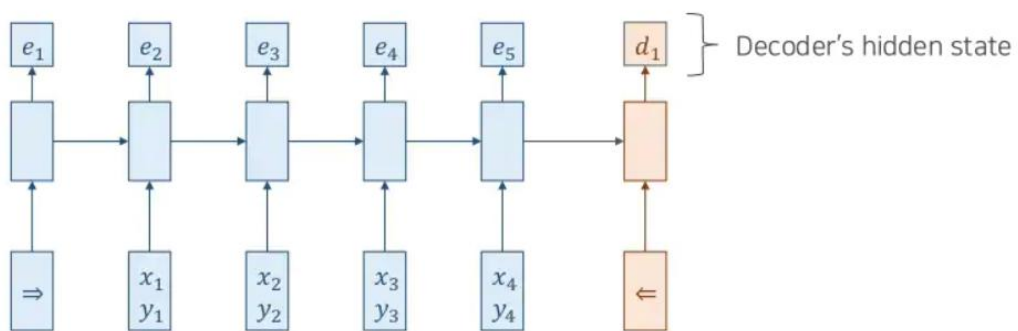 e₁ e₂ e₃ e₄ e₅ d₁ Decoder's hidden state
⇒ x₁ x₂ x₃ x₄ ⇐
y₁ y₂ y₃ y₄